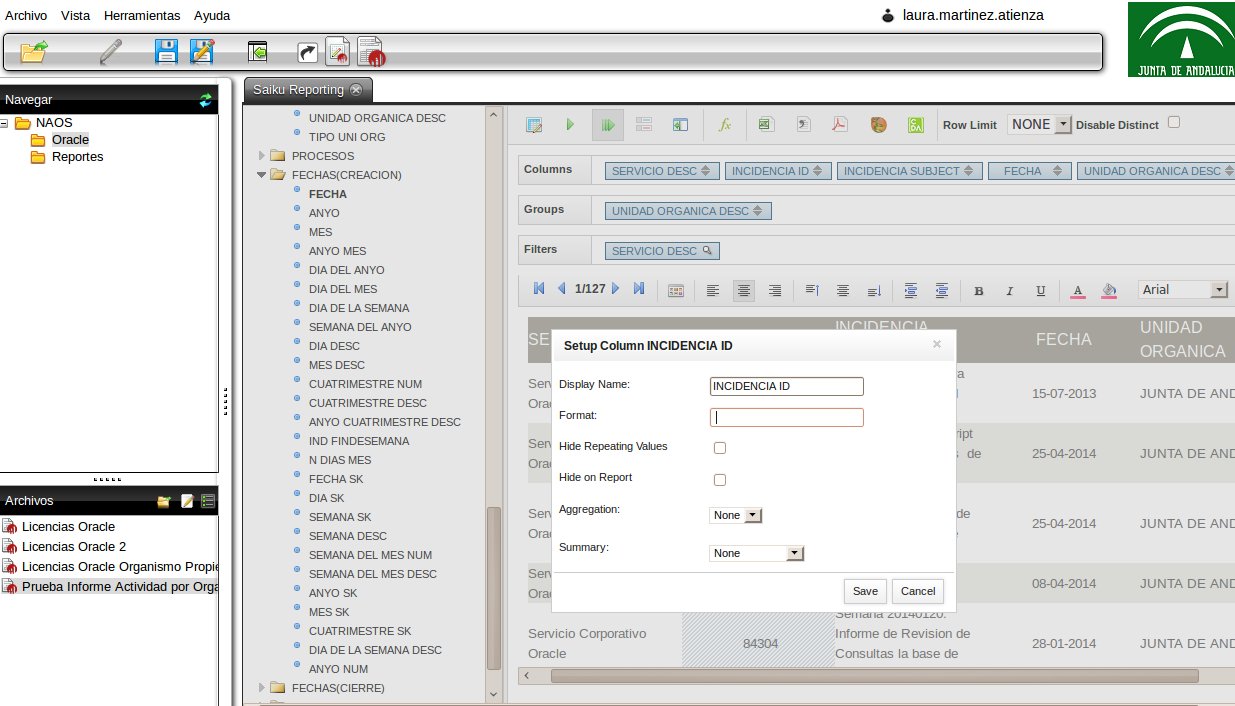 Archivo Vista Herramientas Ayuda
laura.martinez.atienza
JUNTA DE ANDALUCIA
Navegar
NAOS
Oracle
Reportes
Archivos
Licencias Oracle
Licencias Oracle 2
Licencias Oracle Organismo Propie
Prueba Informe Actividad por Orga
Saiku Reporting
UNIDAD ORGANICA DESC
TIPO UNI ORG
PROCESOS
FECHAS(CREACION)
FECHA
ANYO
MES
ANYO MES
DIA DEL ANYO
DIA DEL MES
DIA DE LA SEMANA
SEMANA DEL ANYO
DIA DESC
MES DESC
CUATRIMESTRE NUM
CUATRIMESTRE DESC
ANYO CUATRIMESTRE DESC
IND FINDESEMANA
N DIAS MES
FECHA SK
DIA SK
SEMANA SK
SEMANA DESC
SEMANA DEL MES NUM
SEMANA DEL MES DESC
ANYO SK
MES SK
CUATRIMESTRE SK
DIA DE LA SEMANA DESC
ANYO NUM
FECHAS(CIERRE)
Row Limit NONE Disable Distinct
Columns SERVICIO DESC INCIDENCIA ID INCIDENCIA SUBJECT FECHA UNIDAD ORGANICA DESC
Groups UNIDAD ORGANICA DESC
Filters SERVICIO DESC
1/127 B I U A Arial
SE INCIDENCIA FECHA UNIDAD
ORGANICA
Setup Column INCIDENCIA ID
Display Name: INCIDENCIA ID
Format:
Hide Repeating Values
Hide on Report
Aggregation: None
Summary: None
Save Cancel
Serv a
Orac 15-07-2013 JUNTA DE AND
Serv ript
Orac de 25-04-2014 JUNTA DE AND
Serv de
Orac 25-04-2014 JUNTA DE AND
Serv
Orac 08-04-2014 JUNTA DE AND
Semana 20140120.
Servicio Corporativo Informe de Revision de
Oracle 84304 Consultas la base de 28-01-2014 JUNTA DE AND